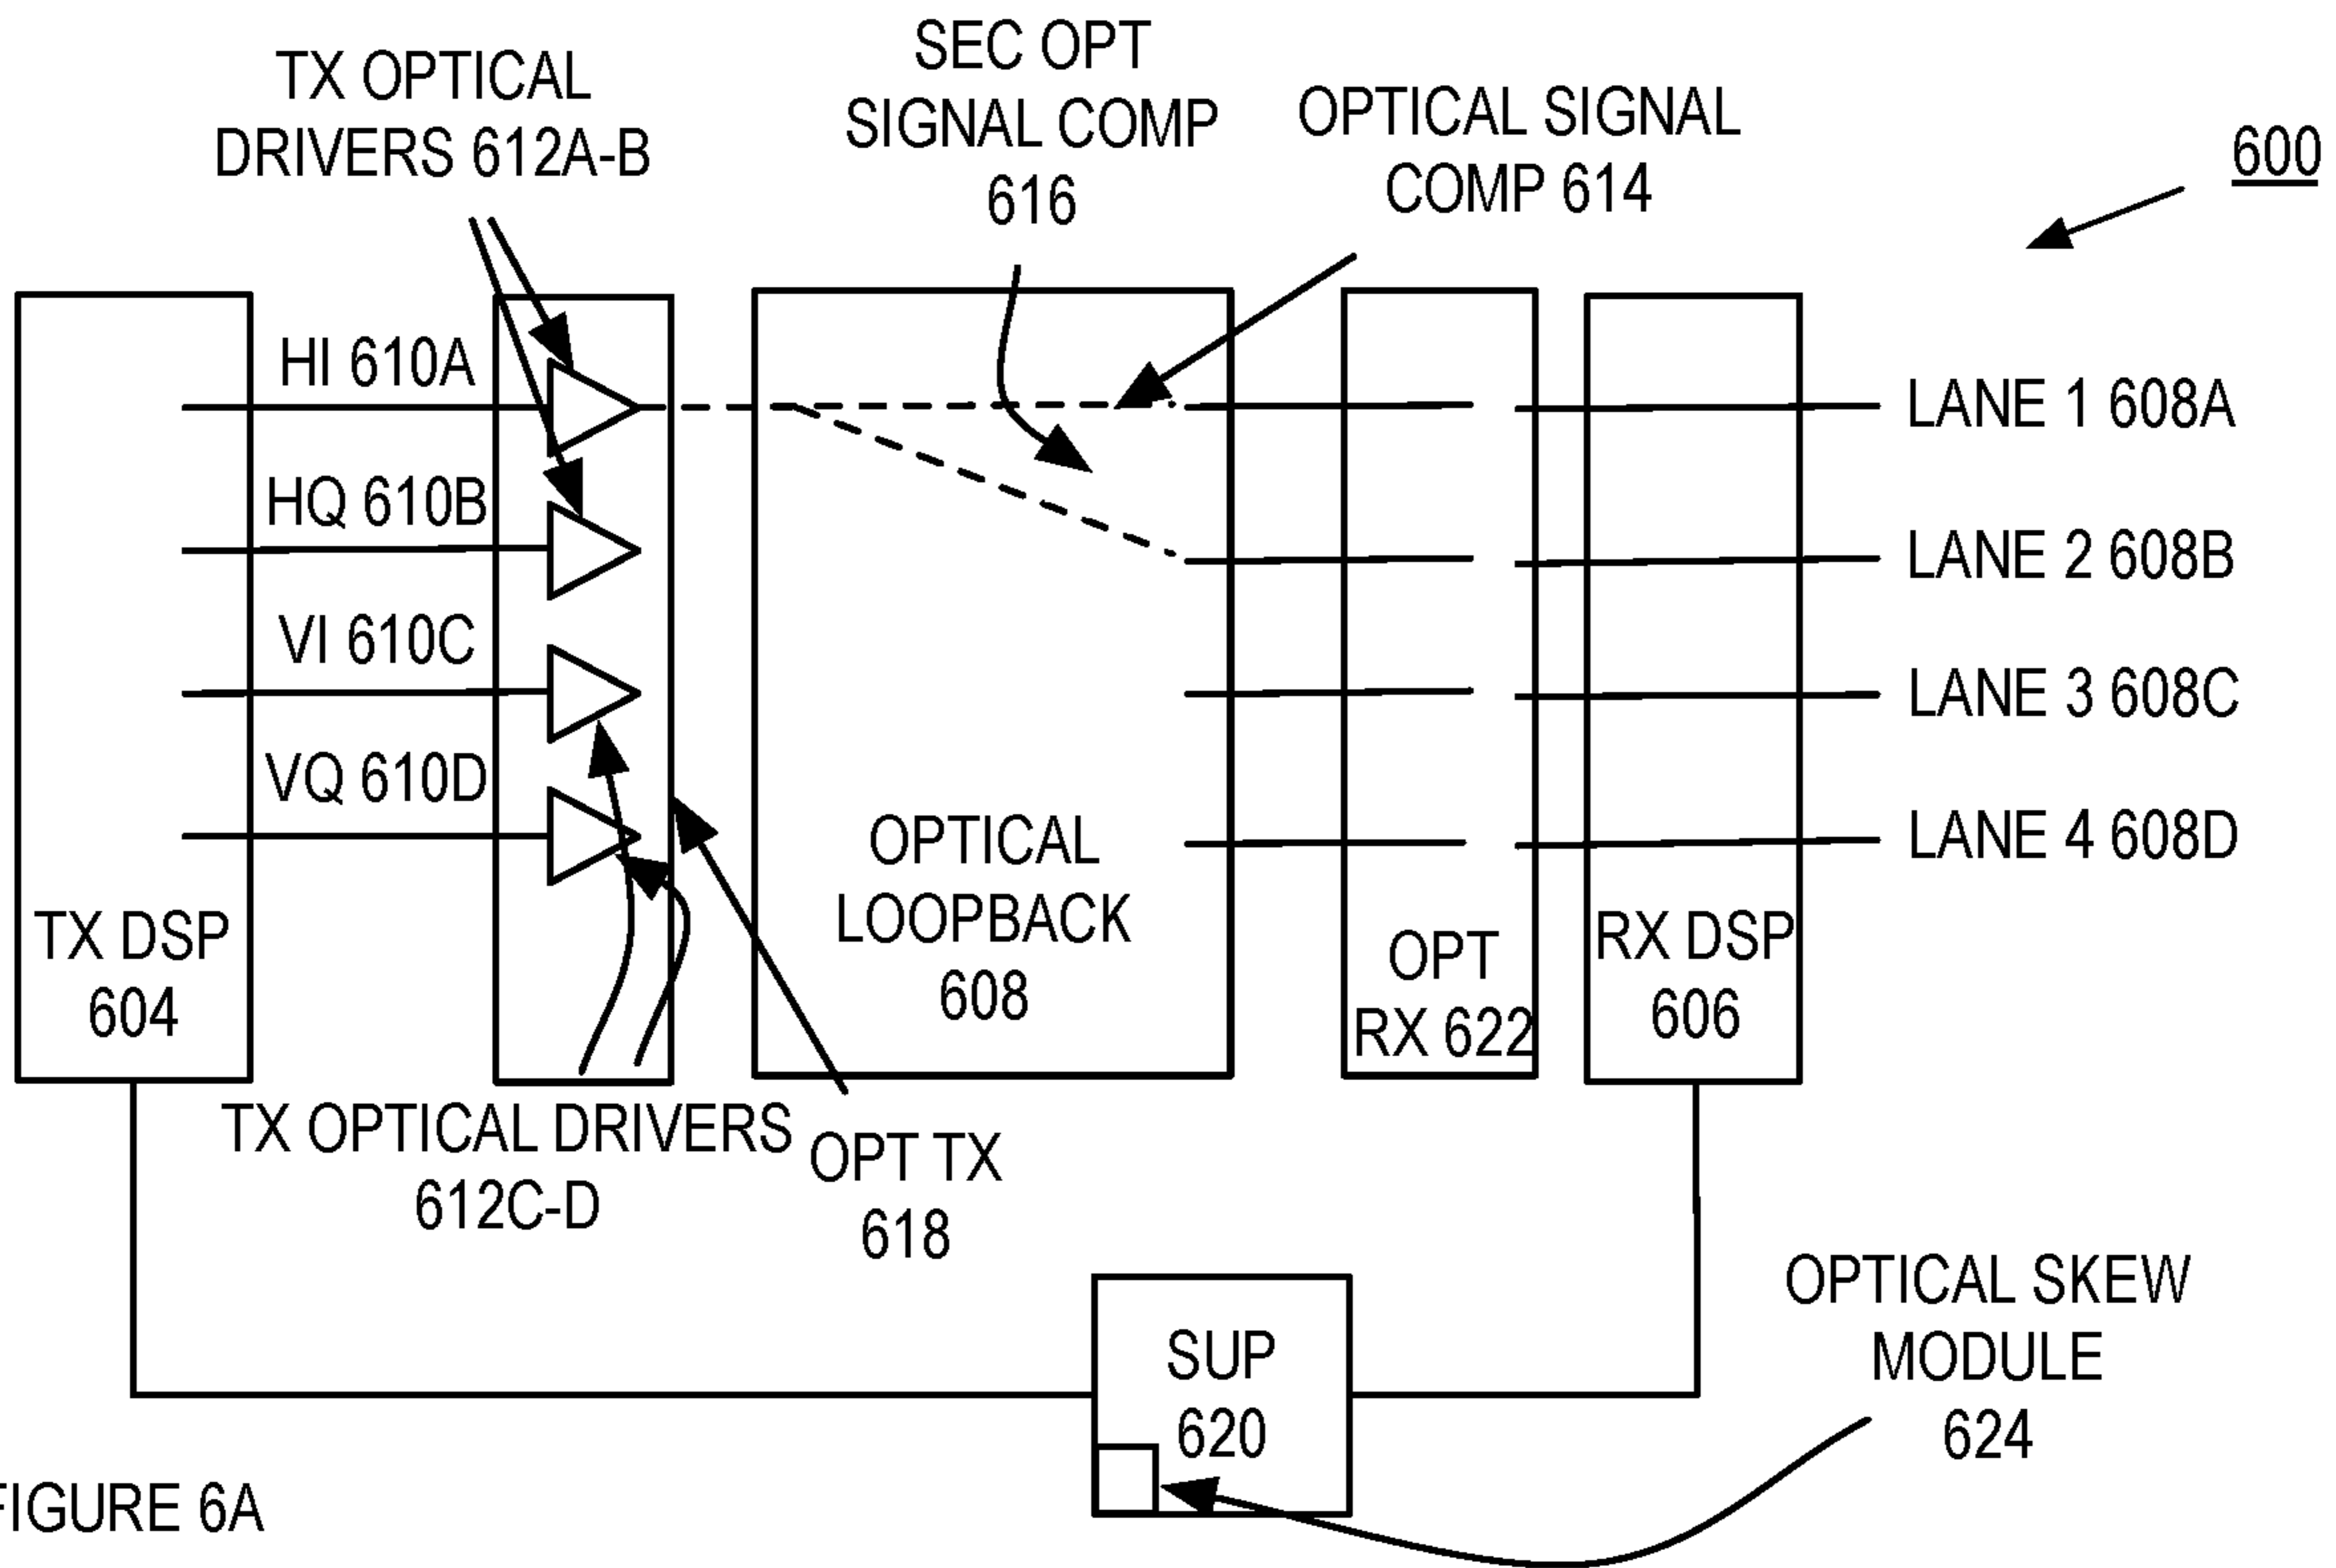 TX OPTICAL
DRIVERS 612A-B
SEC OPT
SIGNAL COMP
616
OPTICAL SIGNAL
COMP 614
600
HI 610A
HQ 610B
VI 610C
VQ 610D
LANE 1 608A
LANE 2 608B
LANE 3 608C
LANE 4 608D
TX DSP
604
OPTICAL
LOOPBACK
608
OPT
RX 622
RX DSP
606
TX OPTICAL DRIVERS
612C-D
OPT TX
618
SUP
620
OPTICAL SKEW
MODULE
624
FIGURE 6A